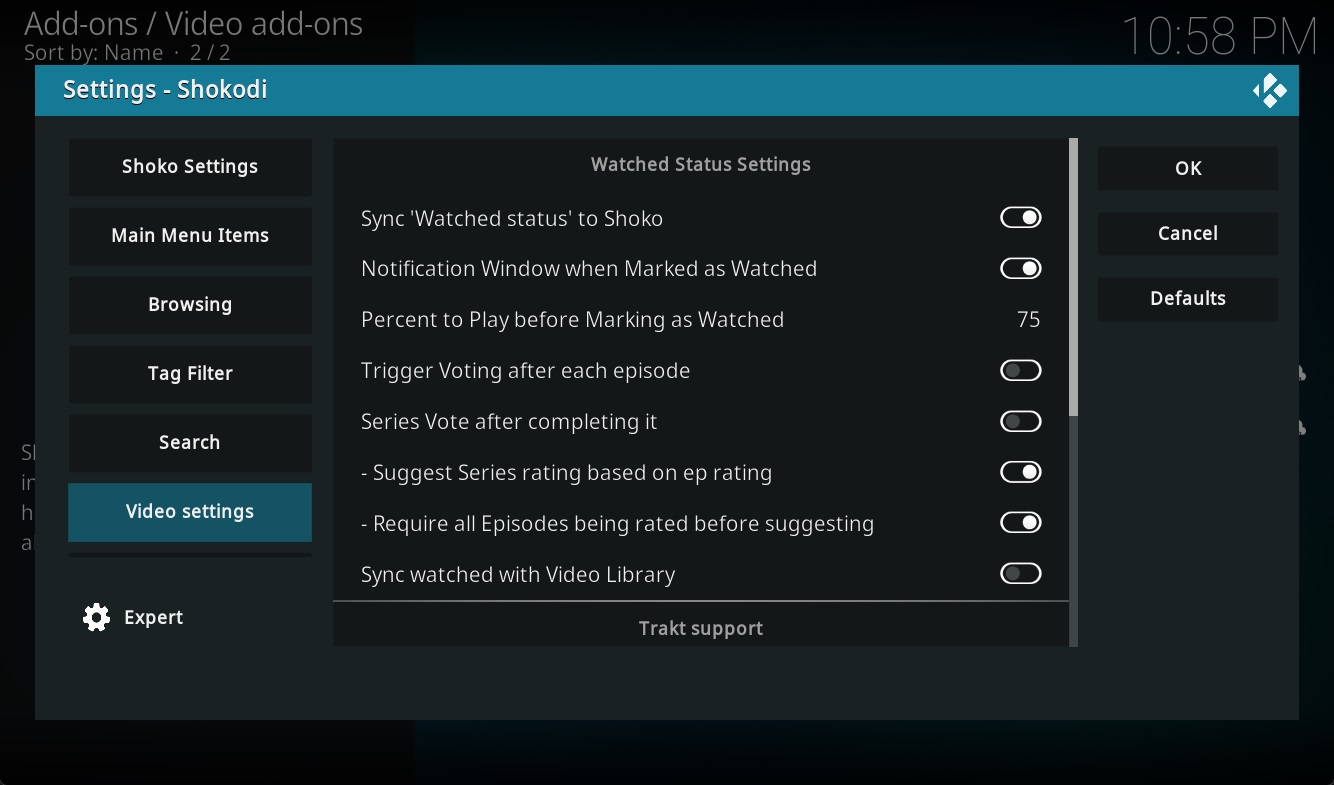 Add-ons / Video add-ons
Sort by: Name · 2 / 2
10:58 PM
Settings - Shokodi
Shoko Settings
Main Menu Items
Browsing
Tag Filter
Search
Video settings
Expert
Watched Status Settings
Sync 'Watched status' to Shoko
Notification Window when Marked as Watched
Percent to Play before Marking as Watched 75
Trigger Voting after each episode
Series Vote after completing it
- Suggest Series rating based on ep rating
- Require all Episodes being rated before suggesting
Sync watched with Video Library
Trakt support
OK
Cancel
Defaults